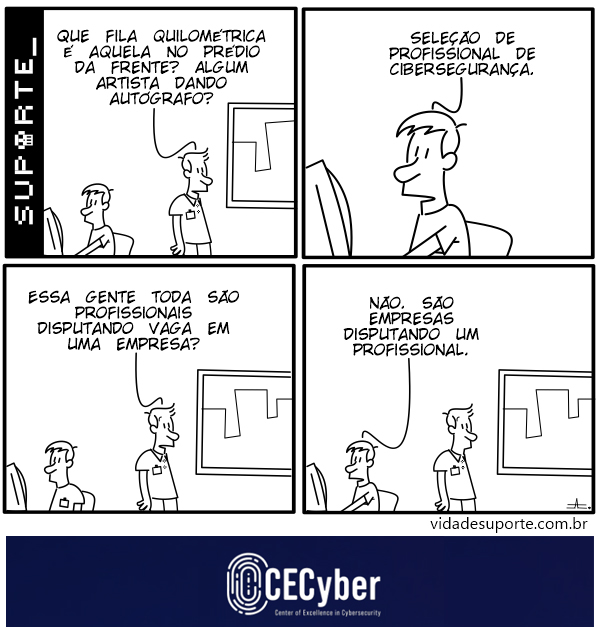 SUPORTE_
QUE FILA QUILOMÉTRICA
É AQUELA NO PRÉDIO
DA FRENTE? ALGUM
ARTISTA DANDO
AUTÓGRAFO?
SELEÇÃO DE
PROFISSIONAL DE
CIBERSEGURANÇA.
ESSA GENTE TODA SÃO
PROFISSIONAIS
DISPUTANDO VAGA EM
UMA EMPRESA?
NÃO. SÃO
EMPRESAS
DISPUTANDO UM
PROFISSIONAL.
vidadesuporte.com.br
CECyber
Center of Excellence in Cybersecurity